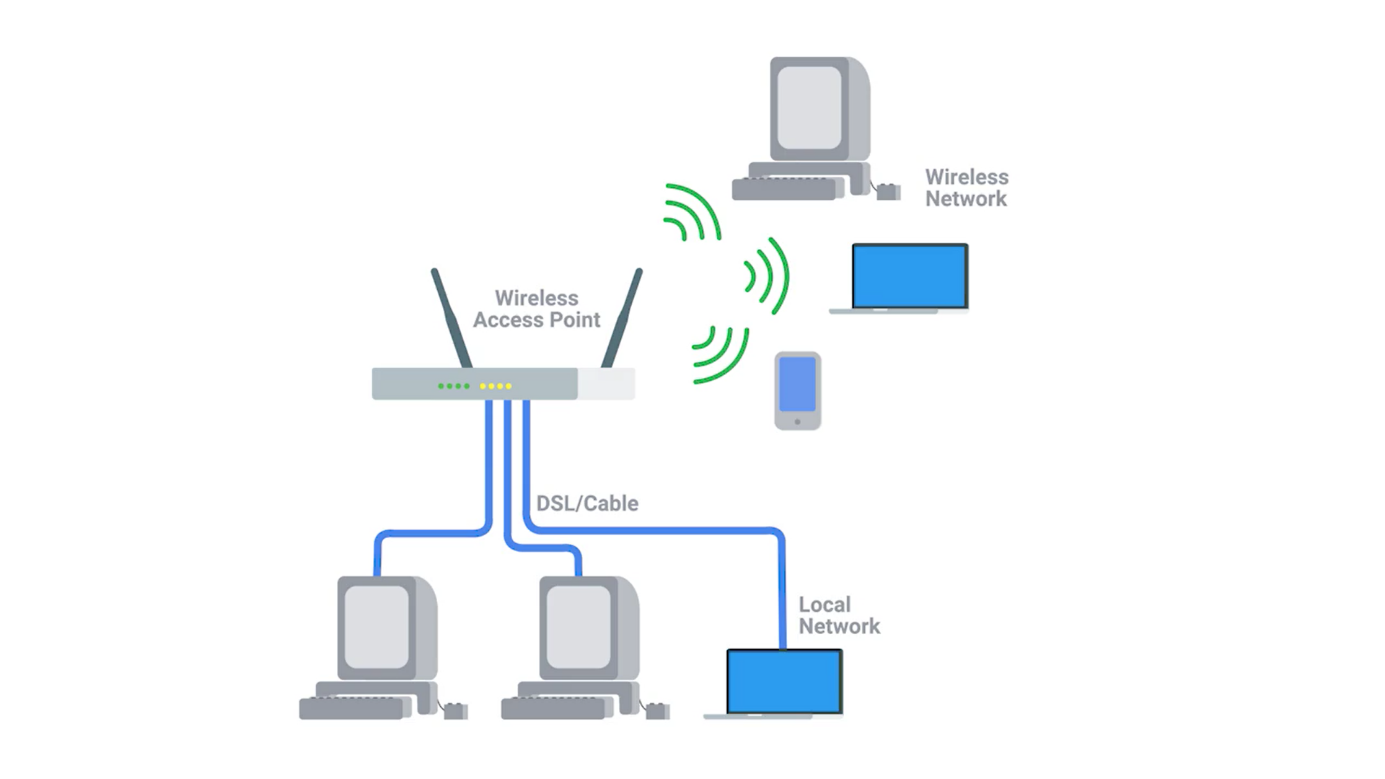 Wireless
Network
Wireless
Access Point
DSL/Cable
Local
Network